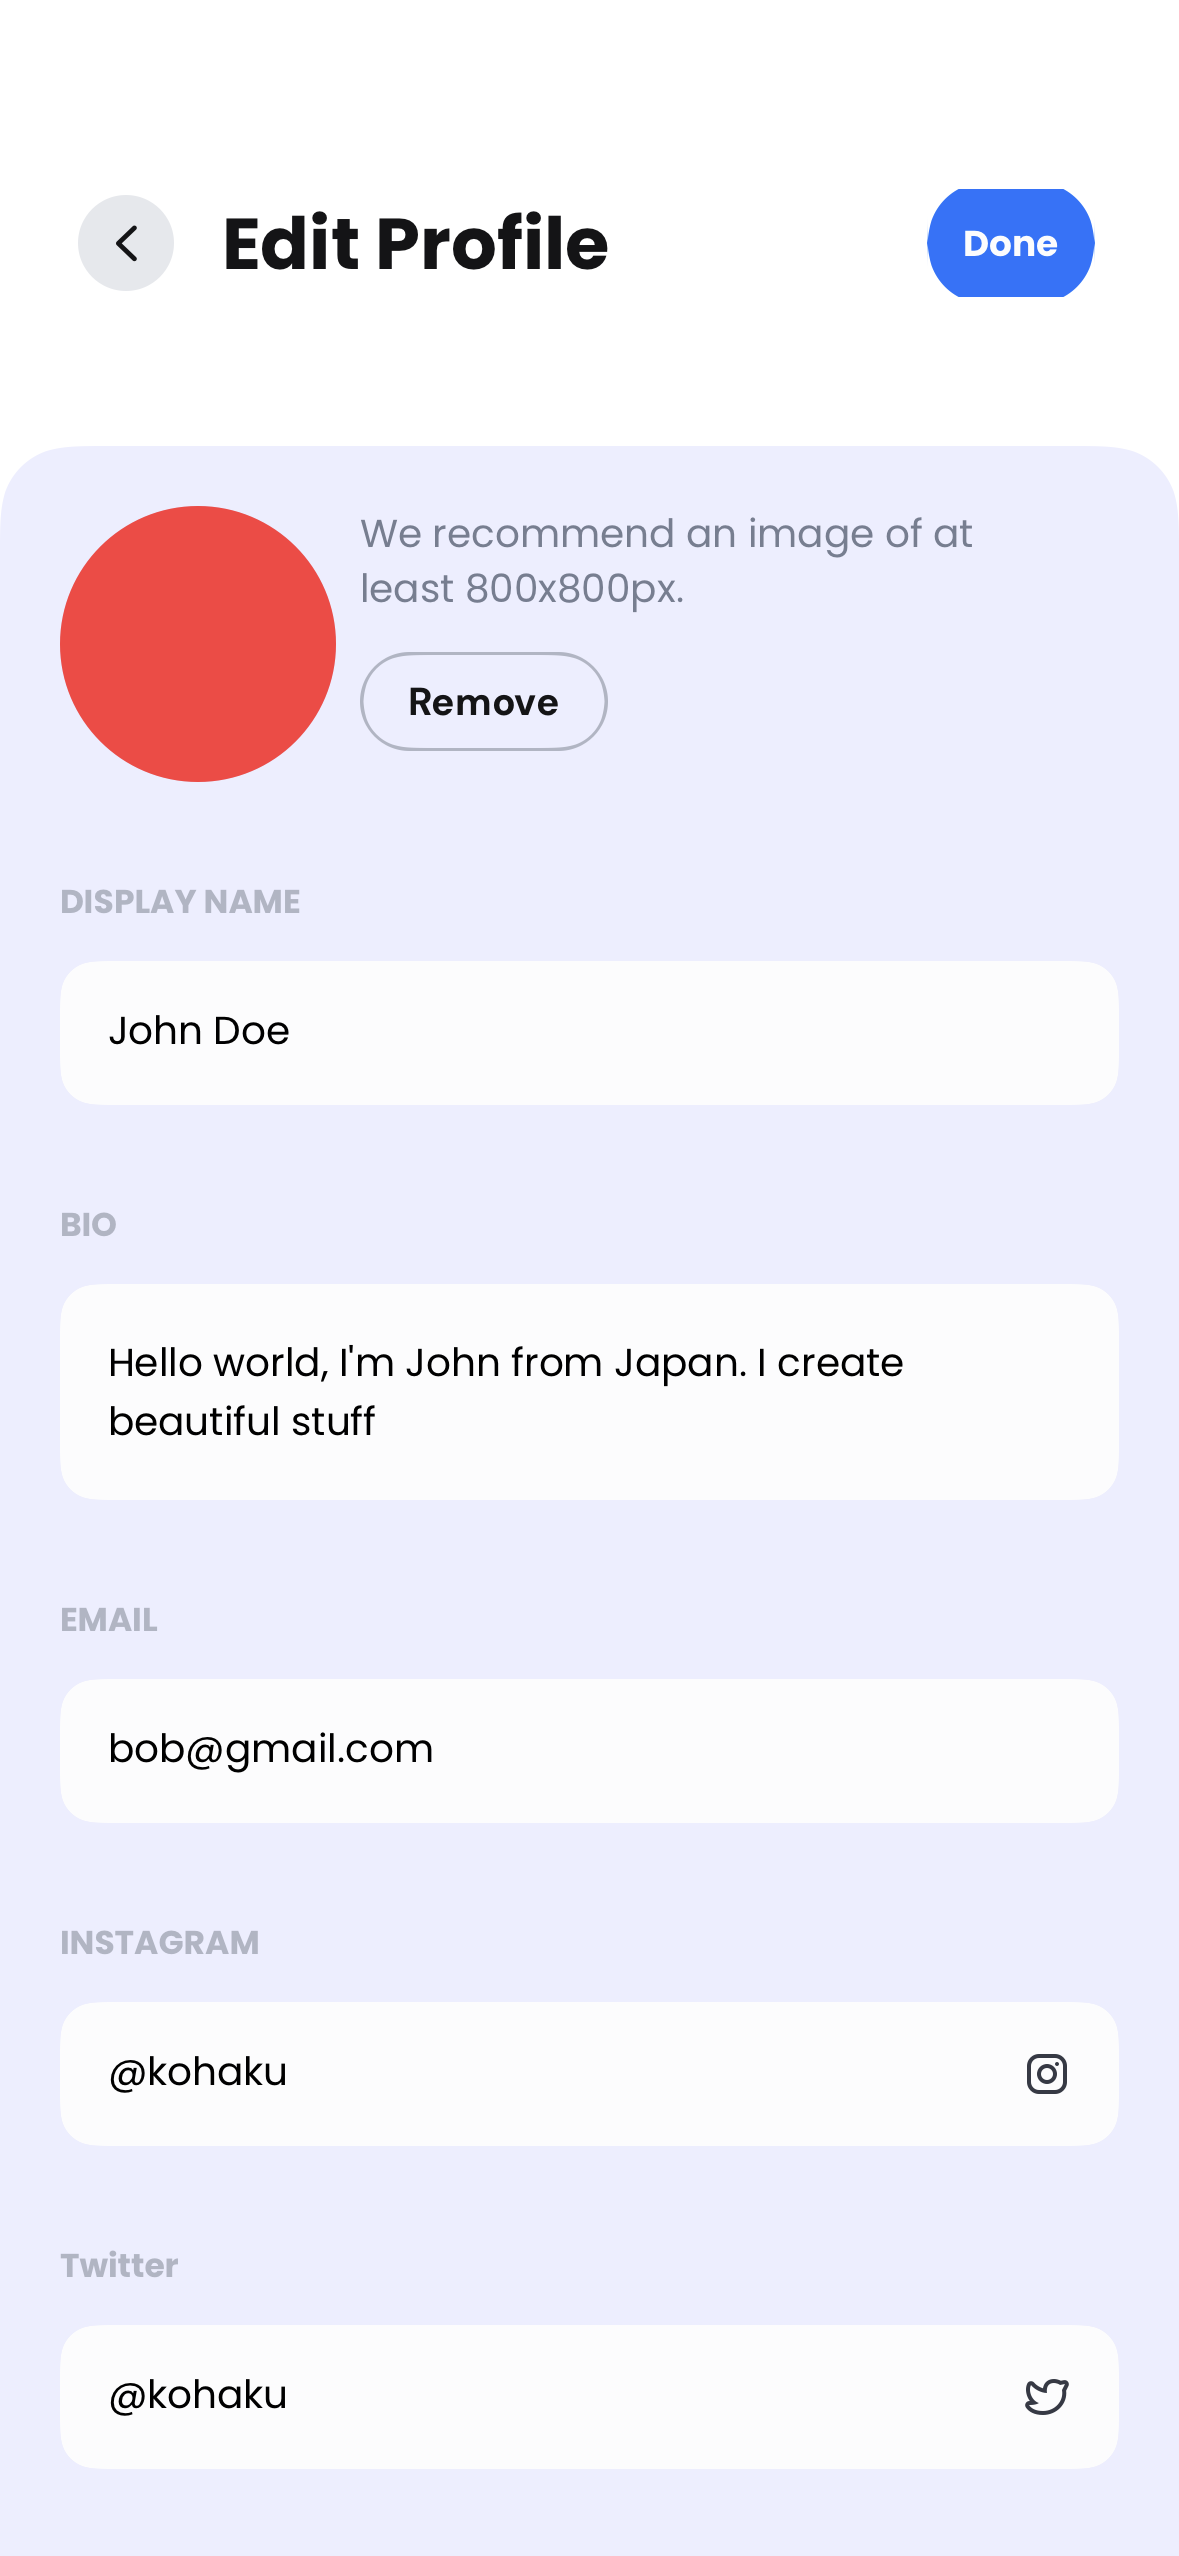 Edit Profile
Done
We recommend an image of at
least 800x800px.
Remove
DISPLAY NAME
John Doe
BIO
Hello world, I'm John from Japan. I create
beautiful stuff
EMAIL
bob@gmail.com
INSTAGRAM
@kohaku
Twitter
@kohaku